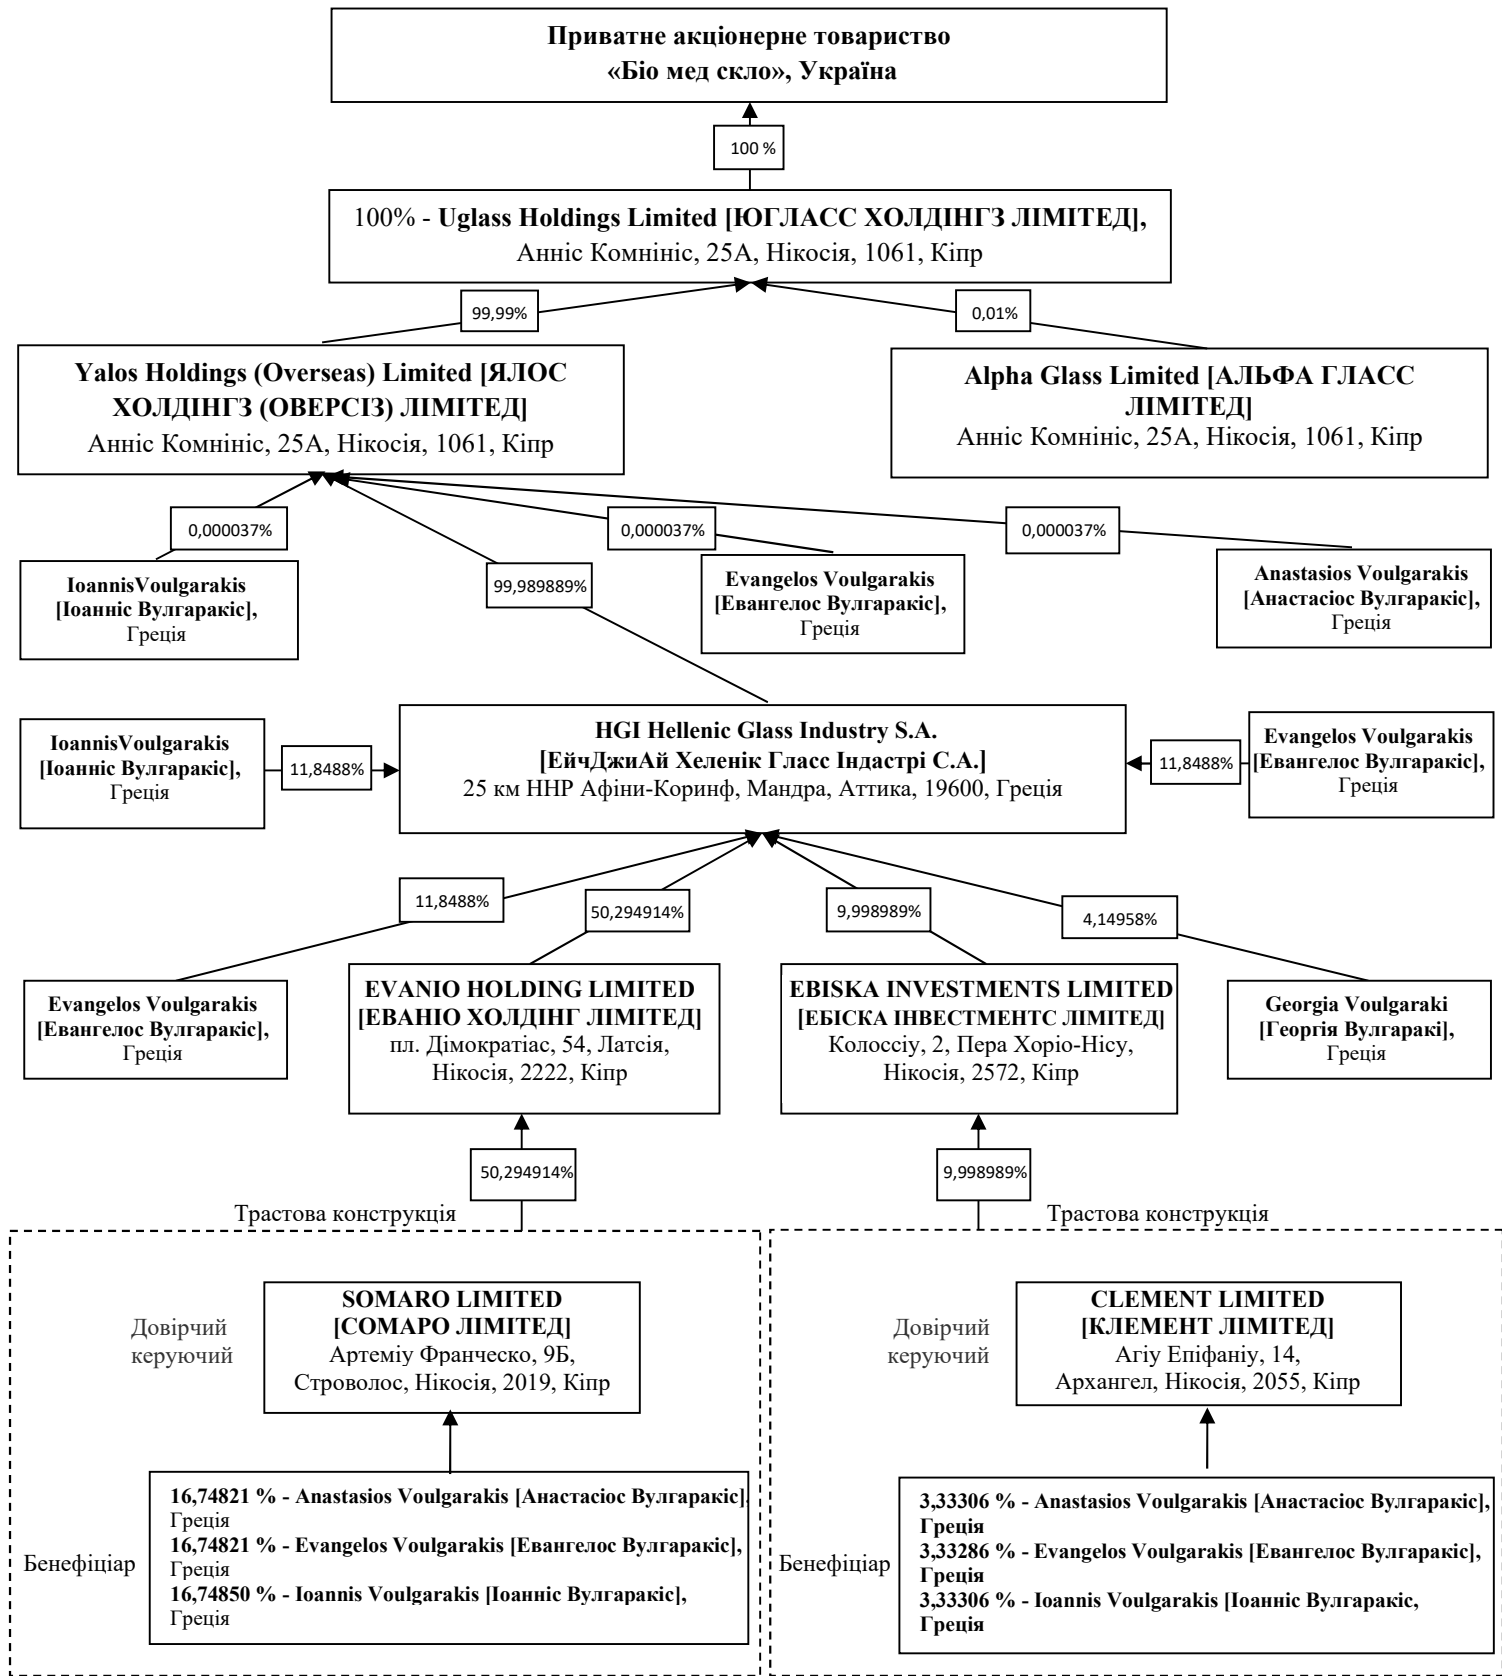 Приватне акціонерне товариство
«Біо мед скло», Україна
100 %
100% - Uglass Holdings Limited [ЮГЛАСС ХОЛДІНГЗ ЛІМІТЕД],
Анніс Комнініс, 25А, Нікосія, 1061, Кіпр
99,99%
0,01%
Yalos Holdings (Overseas) Limited [ЯЛОС
ХОЛДІНГЗ (ОВЕРСІЗ) ЛІМІТЕД]
Анніс Комнініс, 25А, Нікосія, 1061, Кіпр
Alpha Glass Limited [АЛЬФА ГЛАСС
ЛІМІТЕД]
Анніс Комнініс, 25А, Нікосія, 1061, Кіпр
0,000037%
0,000037%
0,000037%
99,989889%
IoannisVoulgarakis
[Іоанніс Вулгаракіс],
Греція
Evangelos Voulgarakis
[Евангелос Вулгаракіс],
Греція
Anastasios Voulgarakis
[Анастасіос Вулгаракіс],
Греція
IoannisVoulgarakis
[Іоанніс Вулгаракіс],
Греція
11,8488%
HGI Hellenic Glass Industry S.A.
[ЕйчДжиАй Хеленік Гласс Індастрі С.А.]
25 км ННР Афіни-Коринф, Мандра, Аттика, 19600, Греція
11,8488%
Evangelos Voulgarakis
[Евангелос Вулгаракіс],
Греція
11,8488%
50,294914%
9,998989%
4,14958%
Evangelos Voulgarakis
[Евангелос Вулгаракіс],
Греція
EVANIO HOLDING LIMITED
[ЕВАНІО ХОЛДІНГ ЛІМІТЕД]
пл. Дімократіас, 54, Латсія,
Нікосія, 2222, Кіпр
EBISKA INVESTMENTS LIMITED
[ЕБІСКА ІНВЕСТМЕНТС ЛІМІТЕД]
Колоссіу, 2, Пера Хоріо-Нісу,
Нікосія, 2572, Кіпр
Georgia Voulgaraki
[Георгія Вулгаракі],
Греція
50,294914%
9,998989%
Трастова конструкція
Трастова конструкція
Довірчий
керуючий
SOMARO LIMITED
[СОМАРО ЛІМІТЕД]
Артеміу Франческо, 9Б,
Строволос, Нікосія, 2019, Кіпр
Довірчий
керуючий
CLEMENT LIMITED
[КЛЕМЕНТ ЛІМІТЕД]
Агіу Епіфаніу, 14,
Архангел, Нікосія, 2055, Кіпр
Бенефіціар
16,74821 % - Anastasios Voulgarakis [Анастасіос Вулгаракіс],
Греція
16,74821 % - Evangelos Voulgarakis [Евангелос Вулгаракіс],
Греція
16,74850 % - Ioannis Voulgarakis [Іоанніс Вулгаракіс],
Греція
Бенефіціар
3,33306 % - Anastasios Voulgarakis [Анастасіос Вулгаракіс],
Греція
3,33286 % - Evangelos Voulgarakis [Евангелос Вулгаракіс],
Греція
3,33306 % - Ioannis Voulgarakis [Іоанніс Вулгаракіс,
Греція